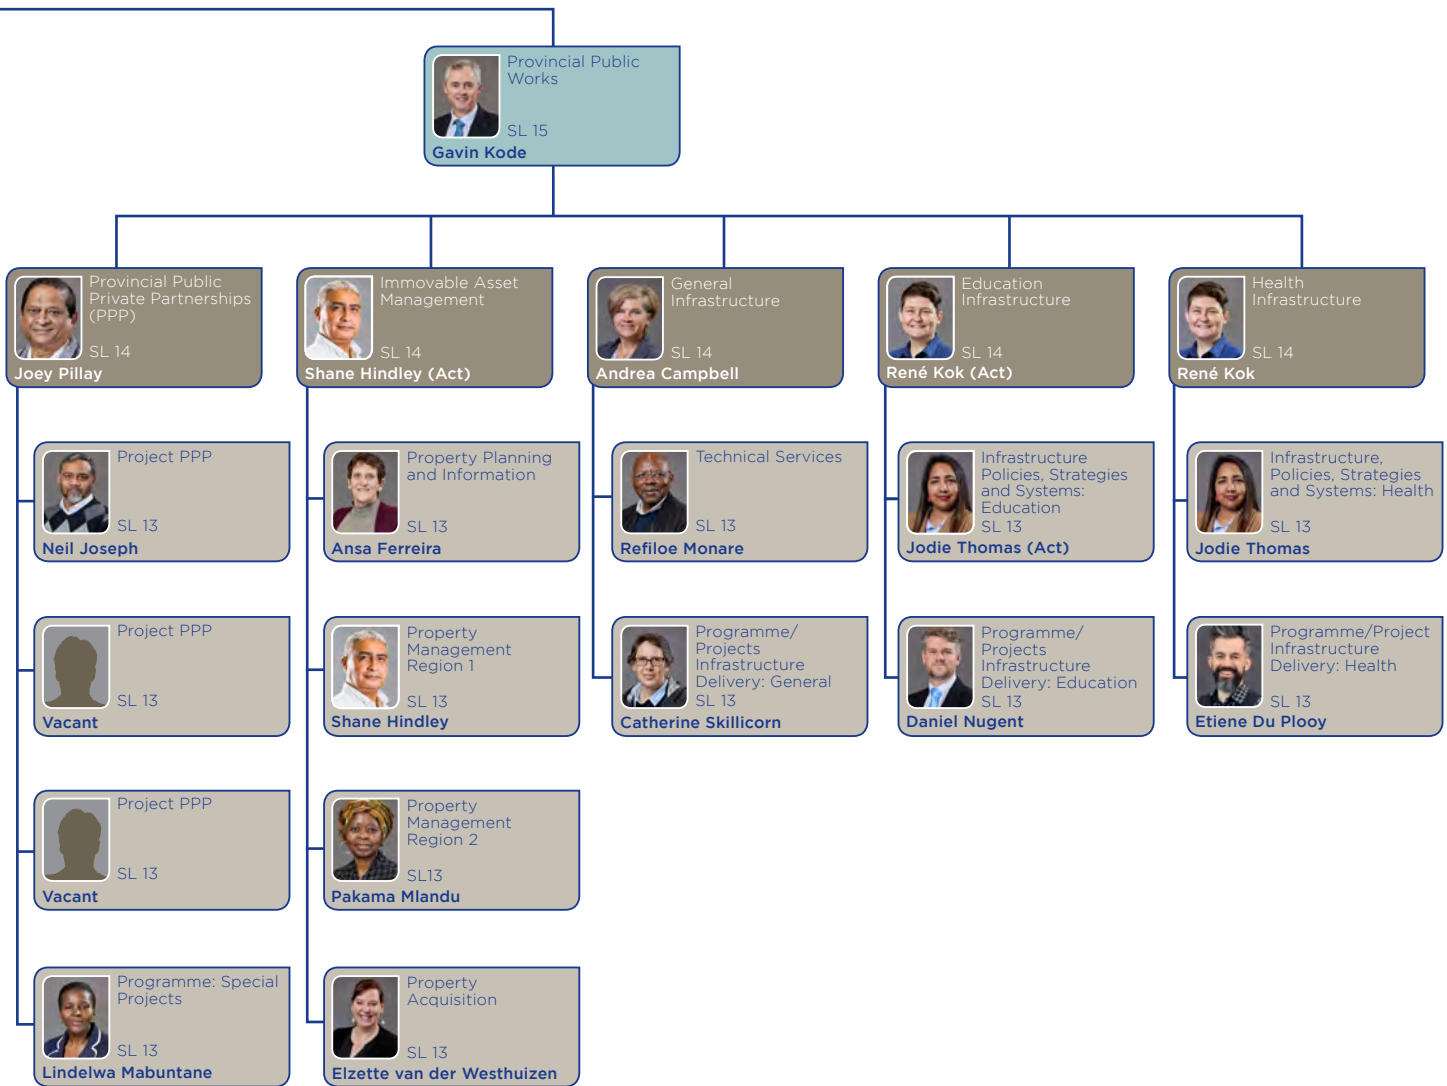 Provincial Public
Works
SL 15
Gavin Kode
Provincial Public
Private Partnerships
(PPP)
SL 14
Joey Pillay
Immovable Asset
Management
SL 14
Shane Hindley (Act)
General
Infrastructure
SL 14
Andrea Campbell
Education
Infrastructure
SL 14
René Kok (Act)
Health
Infrastructure
SL 14
René Kok
Project PPP
SL 13
Neil Joseph
Property Planning
and Information
SL 13
Ansa Ferreira
Technical Services
SL 13
Refiloe Monare
Infrastructure
Policies, Strategies
and Systems:
Education
SL 13
Jodie Thomas (Act)
Infrastructure,
Policies, Strategies
and Systems: Health
SL 13
Jodie Thomas
Project PPP
SL 13
Vacant
Property
Management
Region 1
SL 13
Shane Hindley
Programme/
Projects
Infrastructure
Delivery: General
SL 13
Catherine Skillicorn
Programme/
Projects
Infrastructure
Delivery: Education
SL 13
Daniel Nugent
Programme/Project
Infrastructure
Delivery: Health
SL 13
Etiene Du Plooy
Project PPP
SL 13
Vacant
Property
Management
Region 2
SL13
Pakama Mlandu
Programme: Special
Projects
SL 13
Lindelwa Mabuntane
Property
Acquisition
SL 13
Elzette van der Westhuizen